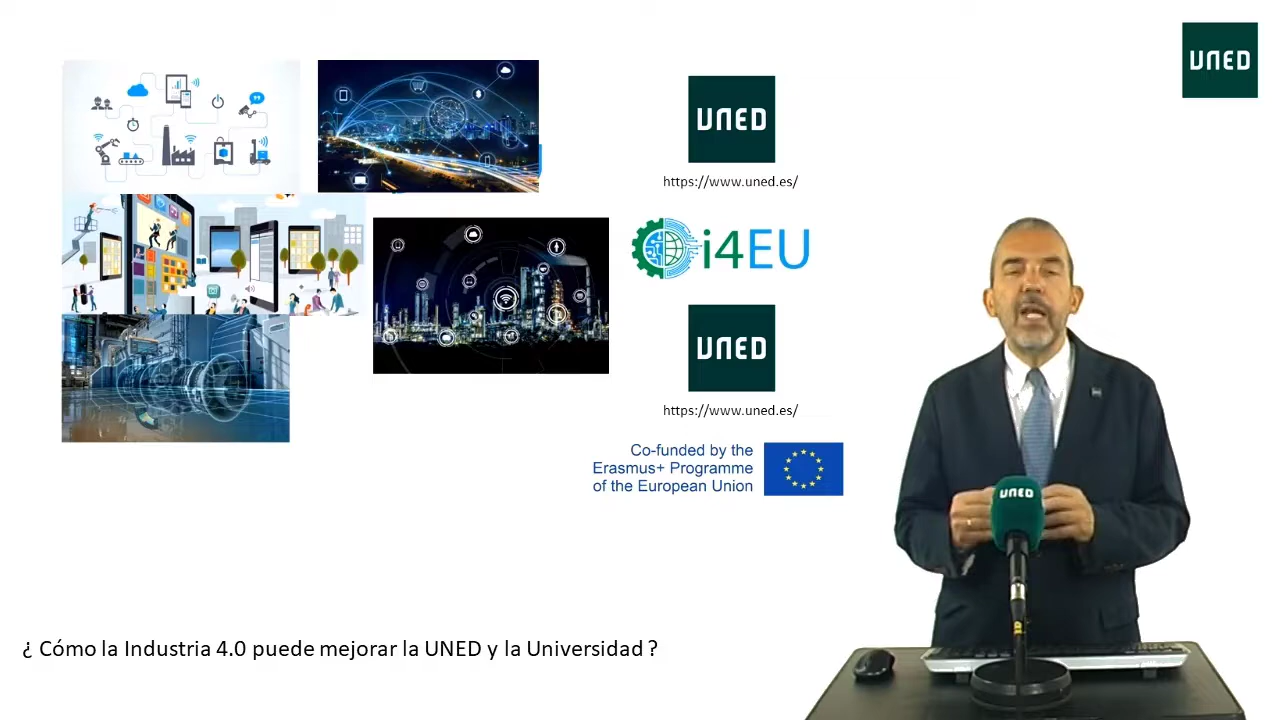 UNED
UNED
https://www.uned.es/
i4EU
UNED
https://www.uned.es/
Co-funded by the
Erasmus+ Programme
of the European Union
UNED
¿ Cómo la Industria 4.0 puede mejorar la UNED y la Universidad ?